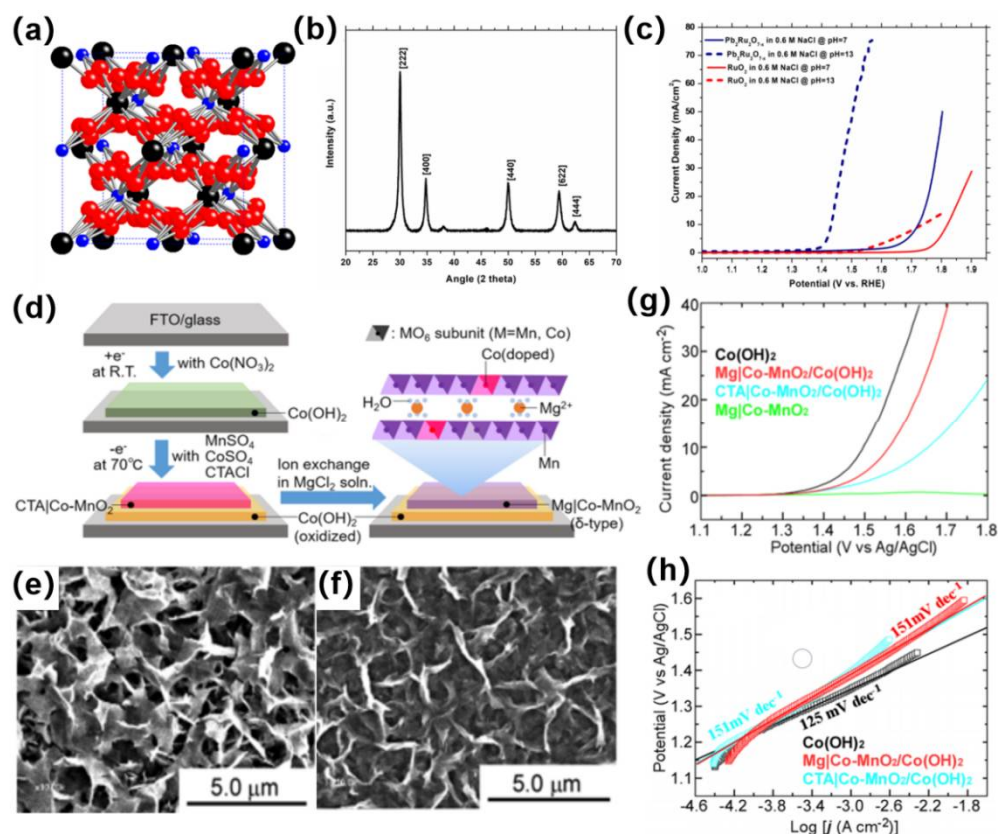 (a)
(b)
Intensity (a.u.)
[222]
[400]
[440]
[622]
[444]
20 25 30 35 40 45 50 55 60 65 70
Angle (2 theta)
(c)
Current Density (mA/cm²)
80
70
60
50
40
30
20
10
0
Pb₂Ru₂O₇₋ₓ in 0.6 M NaCl @ pH=7
Pb₂Ru₂O₇₋ₓ in 0.6 M NaCl @ pH=13
RuO₂ in 0.6 M NaCl @ pH=7
RuO₂ in 0.6 M NaCl @ pH=13
1.0 1.1 1.2 1.3 1.4 1.5 1.6 1.7 1.8 1.9
Potential (V vs. RHE)
(d)
FTO/glass
+e⁻
at R.T.
with Co(NO₃)₂
Co(OH)₂
-e⁻
at 70℃
with
MnSO₄
CoSO₄
CTACl
CTA|Co-MnO₂
Co(OH)₂
(oxidized)
Ion exchange
in MgCl₂ soln.
: MO₆ subunit (M=Mn, Co)
Co(doped)
H₂O
Mg²⁺
Mn
Mg|Co-MnO₂
(δ-type)
(g)
Current density (mA cm⁻²)
40
30
20
10
0
Co(OH)₂
Mg|Co-MnO₂/Co(OH)₂
CTA|Co-MnO₂/Co(OH)₂
Mg|Co-MnO₂
1.1 1.2 1.3 1.4 1.5 1.6 1.7 1.8
Potential (V vs Ag/AgCl)
(e)
5.0 μm
(f)
5.0 μm
(h)
Potential (V vs Ag/AgCl)
1.6
1.5
1.4
1.3
1.2
1.1
151mV dec⁻¹
151mV dec⁻¹
125 mV dec⁻¹
Co(OH)₂
Mg|Co-MnO₂/Co(OH)₂
CTA|Co-MnO₂/Co(OH)₂
-4.6 -4.2 -3.8 -3.4 -3.0 -2.6 -2.2 -1.8
Log [j (A cm⁻²)]